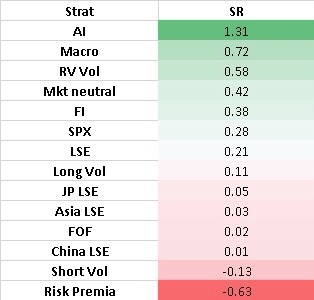 Strat SR
AI 1.31
Macro 0.72
RV Vol 0.58
Mkt neutral 0.42
FI 0.38
SPX 0.28
LSE 0.21
Long Vol 0.11
JP LSE 0.05
Asia LSE 0.03
FOF 0.02
China LSE 0.01
Short Vol -0.13
Risk Premia -0.63